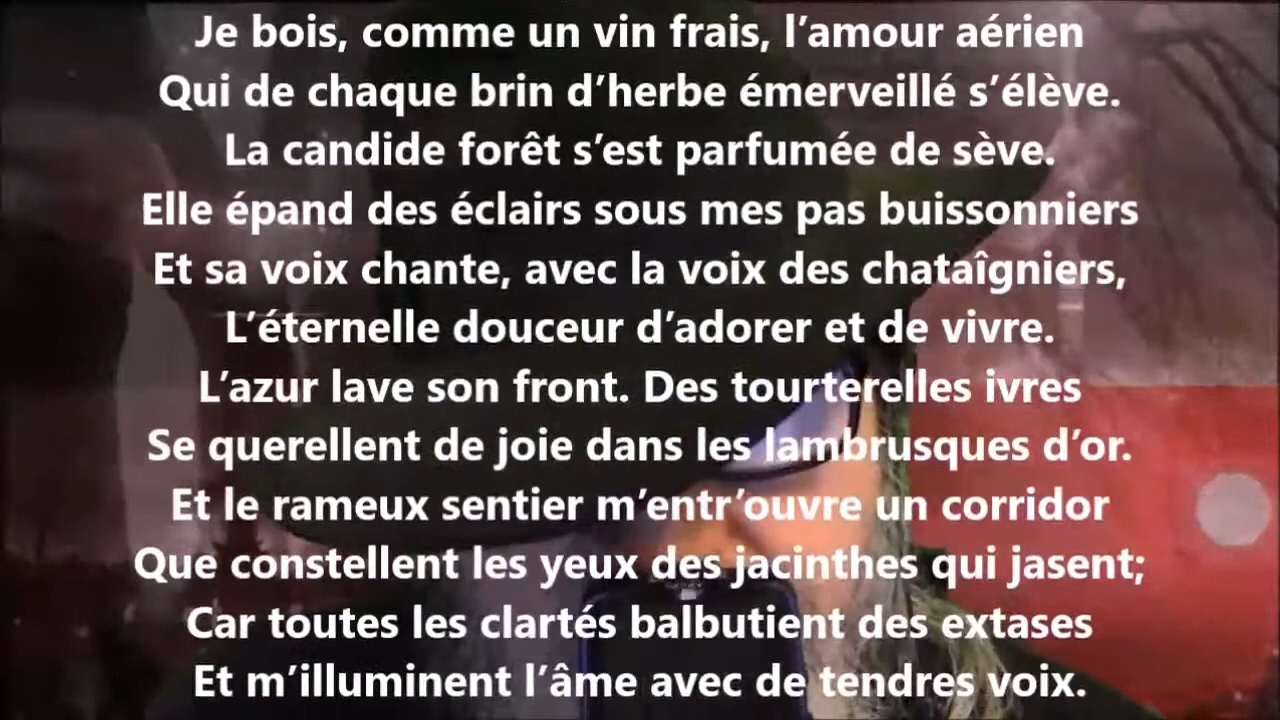 Je bois, comme un vin frais, l’amour aérien
Qui de chaque brin d’herbe émerveillé s’élève.
La candide forêt s’est parfumée de sève.
Elle épand des éclairs sous mes pas buissonniers
Et sa voix chante, avec la voix des chataîgniers,
L’éternelle douceur d’adorer et de vivre.
L’azur lave son front. Des tourterelles ivres
Se querellent de joie dans les lambrusques d’or.
Et le rameux sentier m’entr’ouvre un corridor
Que constellent les yeux des jacinthes qui jasent;
Car toutes les clartés balbutient des extases
Et m’illuminent l’âme avec de tendres voix.